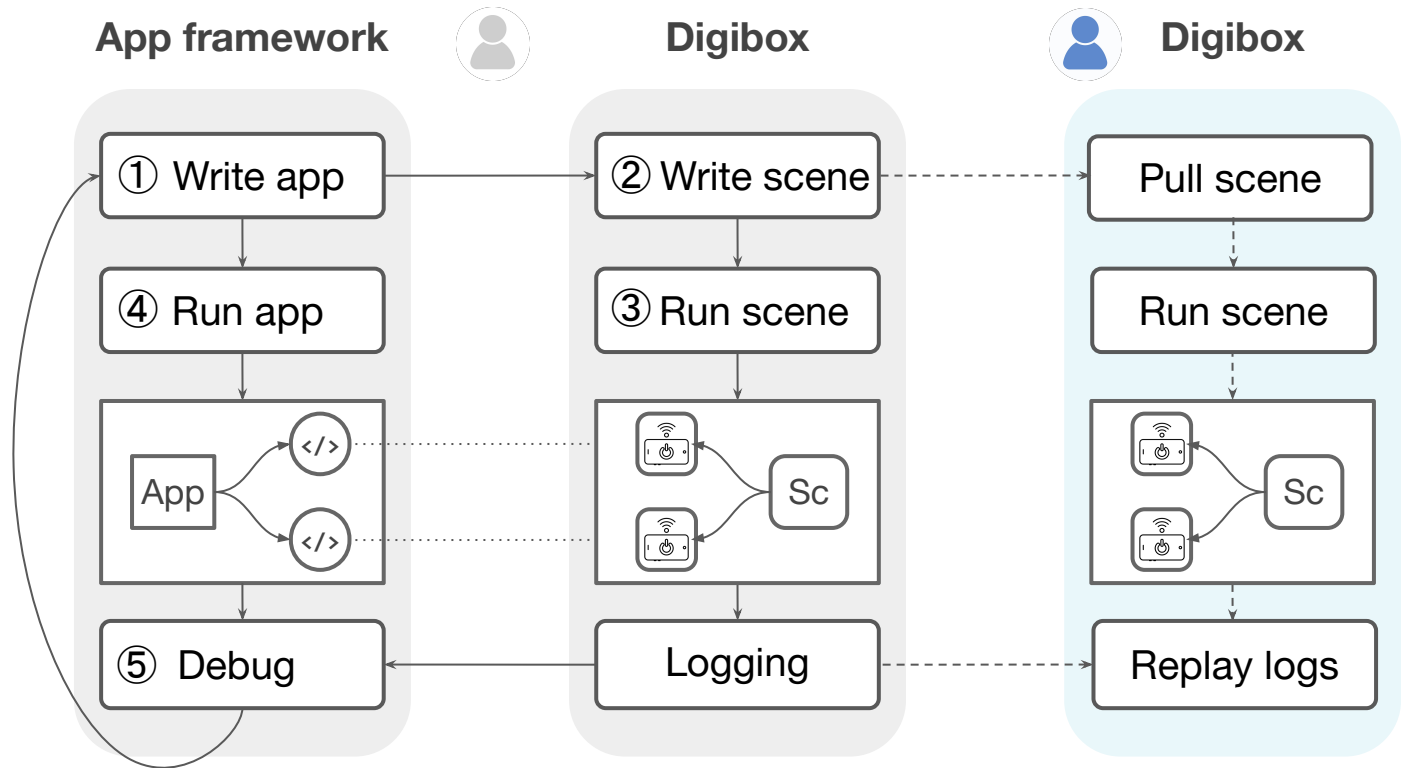 App framework
Digibox
Digibox
① Write app
② Write scene
Pull scene
④ Run app
③ Run scene
Run scene
</>
App
</>
Sc
Sc
⑤ Debug
Logging
Replay logs